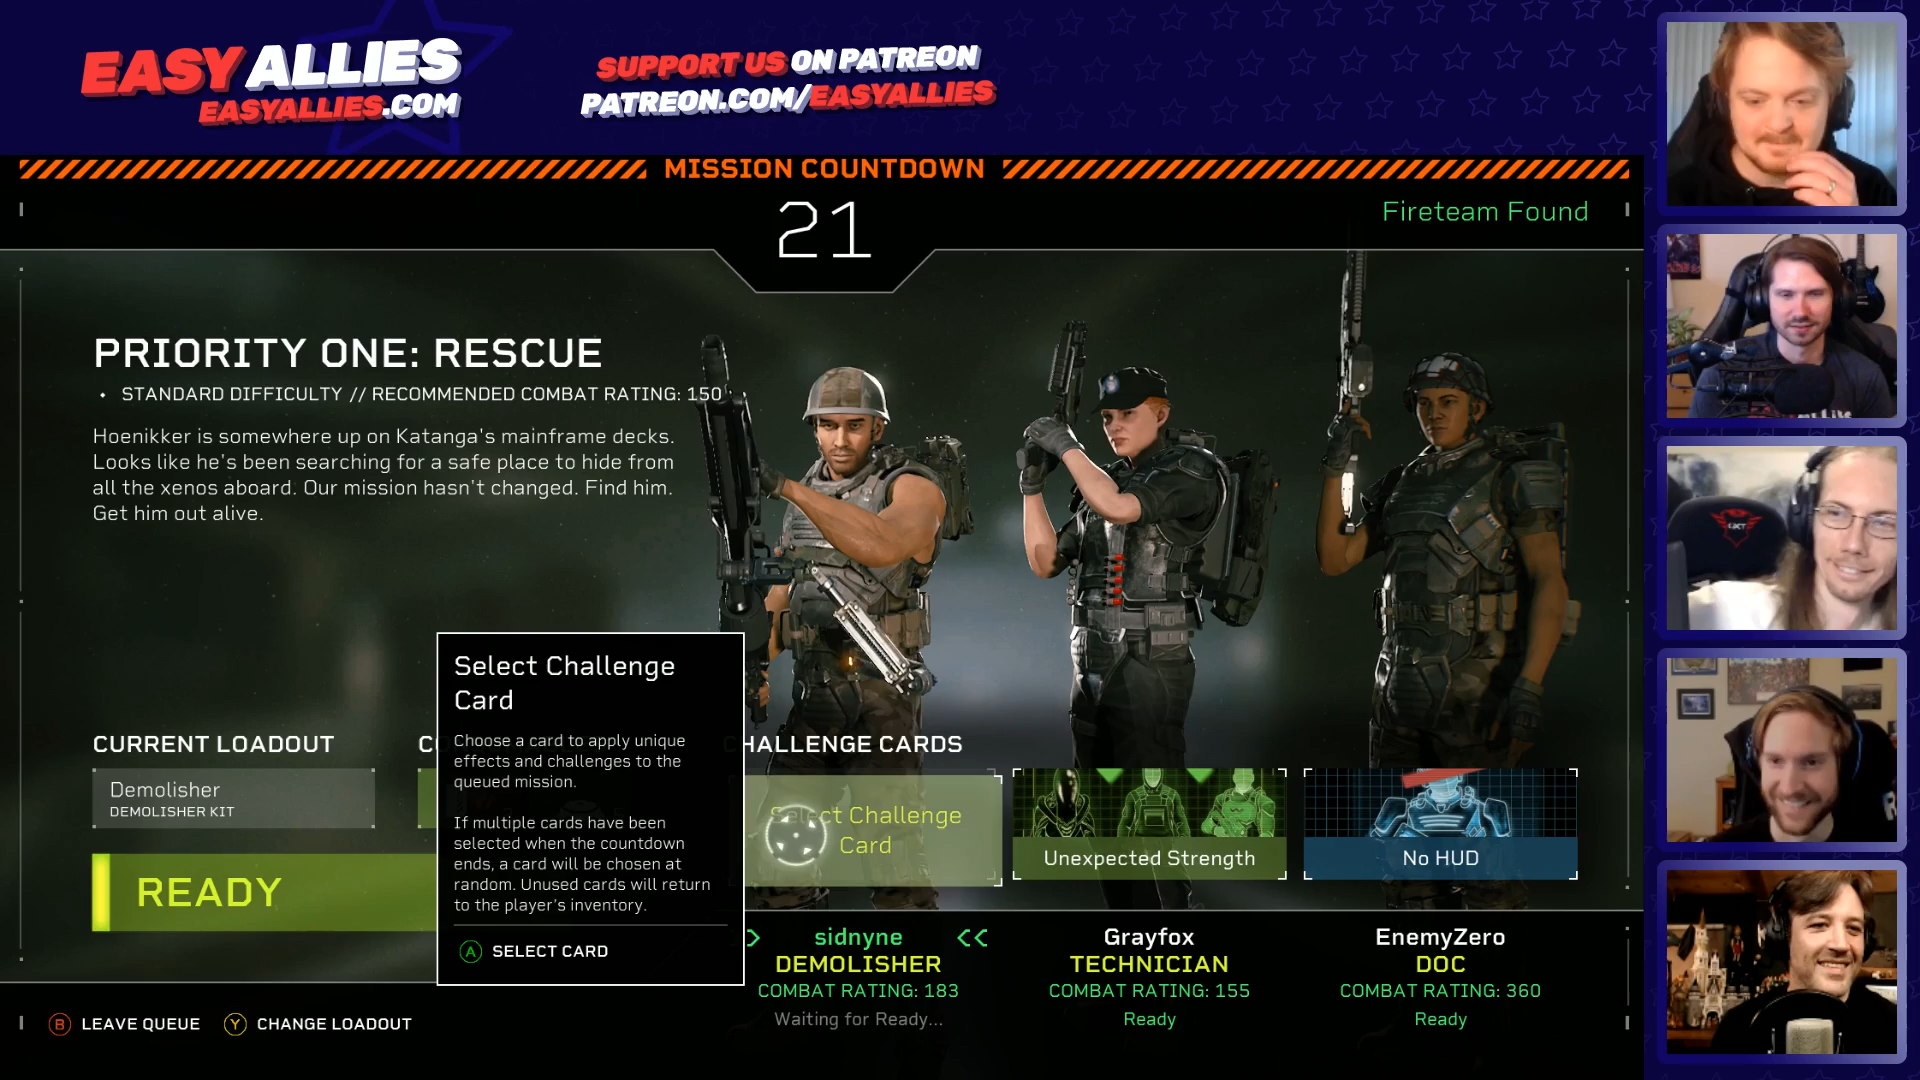 EASY ALLIES
EASYALLIES.COM
SUPPORT US ON PATREON
PATREON.COM/EASYALLIES
MISSION COUNTDOWN
21
Fireteam Found
PRIORITY ONE: RESCUE
• STANDARD DIFFICULTY // RECOMMENDED COMBAT RATING: 150
Hoenikker is somewhere up on Katanga's mainframe decks.
Looks like he's been searching for a safe place to hide from
all the xenos aboard. Our mission hasn't changed. Find him.
Get him out alive.
CURRENT LOADOUT
Demolisher
DEMOLISHER KIT
READY
Select Challenge
Card
Choose a card to apply unique
effects and challenges to the
queued mission.
If multiple cards have been
selected when the countdown
ends, a card will be chosen at
random. Unused cards will return
to the player's inventory.
A SELECT CARD
CHALLENGE CARDS
Select Challenge
Card
Unexpected Strength
No HUD
sidnyne
DEMOLISHER
COMBAT RATING: 183
Waiting for Ready...
Grayfox
TECHNICIAN
COMBAT RATING: 155
Ready
EnemyZero
DOC
COMBAT RATING: 360
Ready
B LEAVE QUEUE
Y CHANGE LOADOUT